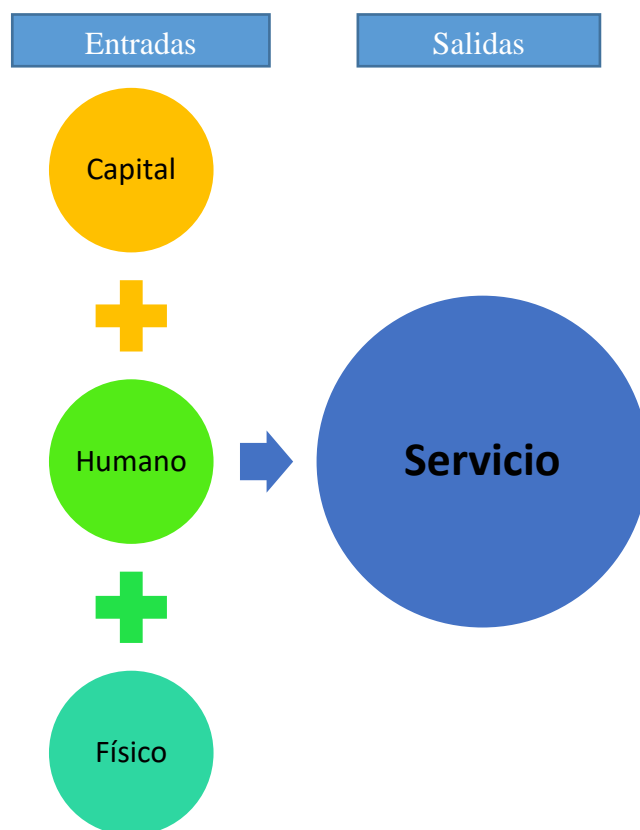 Entradas
Salidas
Capital
Humano
Servicio
Físico